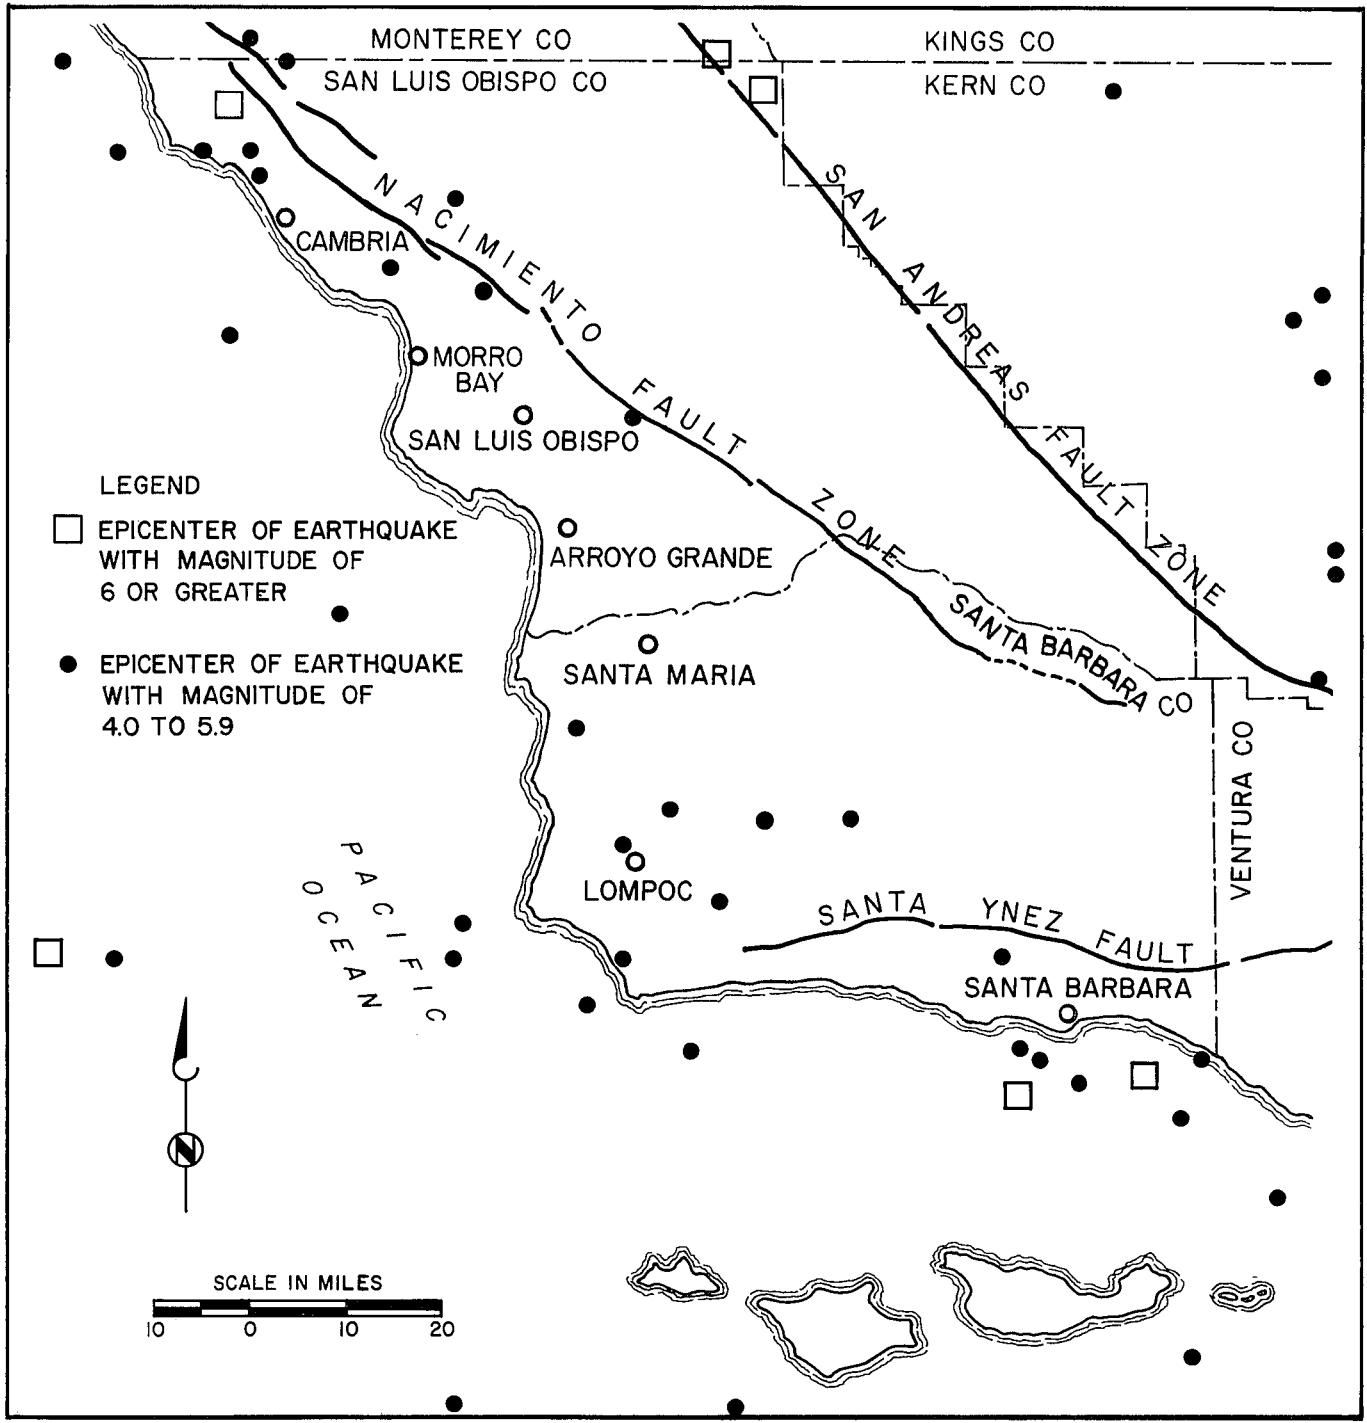 MONTEREY CO
SAN LUIS OBISPO CO
KINGS CO
KERN CO
NACIMIENTO FAULT ZONE
SAN ANDREAS FAULT ZONE
CAMBRIA
MORRO
BAY
SAN LUIS OBISPO
LEGEND
EPICENTER OF EARTHQUAKE
WITH MAGNITUDE OF
6 OR GREATER
EPICENTER OF EARTHQUAKE
WITH MAGNITUDE OF
4.0 TO 5.9
ARROYO GRANDE
SANTA MARIA
SANTA BARBARA CO
VENTURA CO
LOMPOC
PACIFIC
OCEAN
SANTA YNEZ FAULT
SANTA BARBARA
N
SCALE IN MILES
10 0 10 20